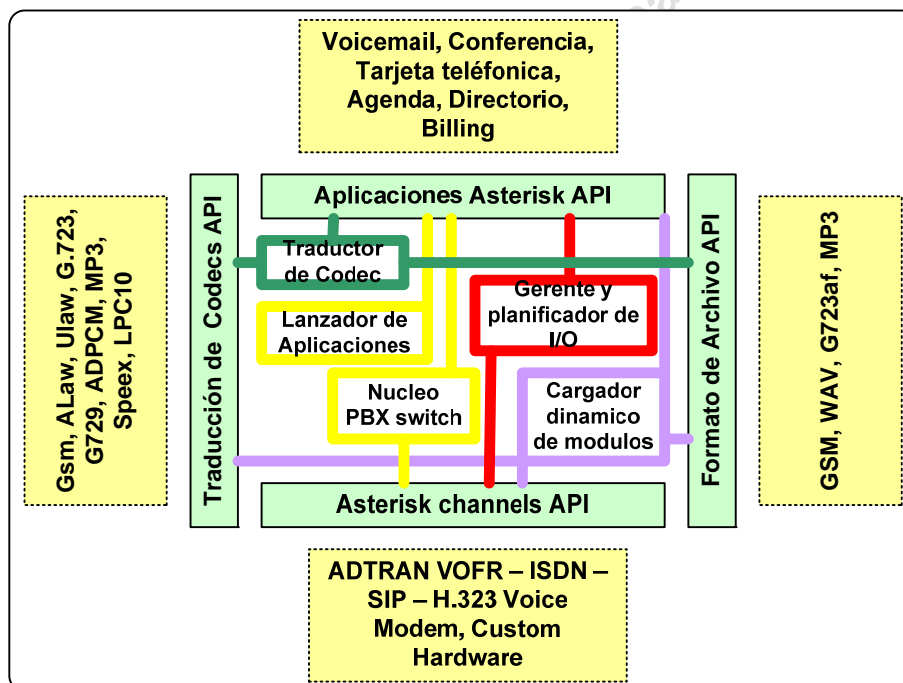 Voicemail, Conferencia,
Tarjeta teléfonica,
Agenda, Directorio,
Billing
Aplicaciones Asterisk API
Gsm, ALaw, Ulaw, G.723,
G729, ADPCM, MP3,
Speex, LPC10
Traducción de Codecs API
Traductor
de Codec
Lanzador de
Aplicaciones
Nucleo
PBX switch
Gerente y
planificador de
I/O
Cargador
dinamico
de modulos
Formato de Archivo API
GSM, WAV, G723af, MP3
Asterisk channels API
ADTRAN VOFR – ISDN –
SIP – H.323 Voice
Modem, Custom
Hardware